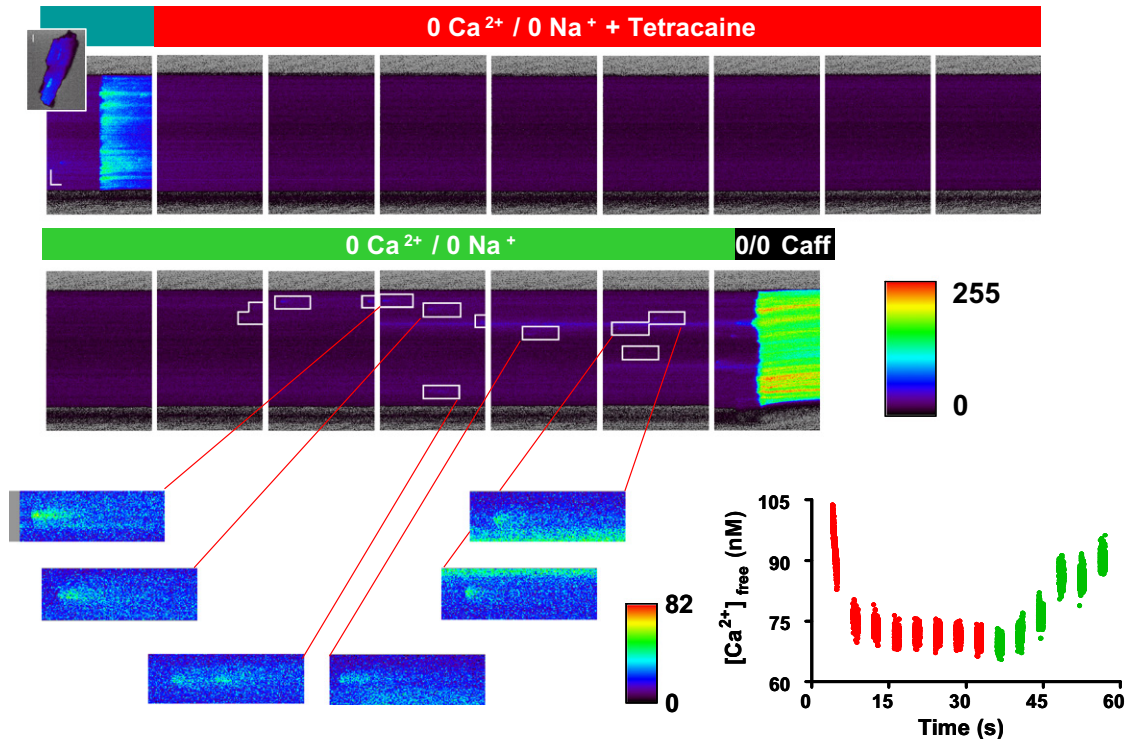 0 Ca²⁺ / 0 Na⁺ + Tetracaine
0 Ca²⁺ / 0 Na⁺
0/0 Caff
255
0
82
0
[Ca²⁺]free (nM)
105
90
75
60
0 15 30 45 60
Time (s)